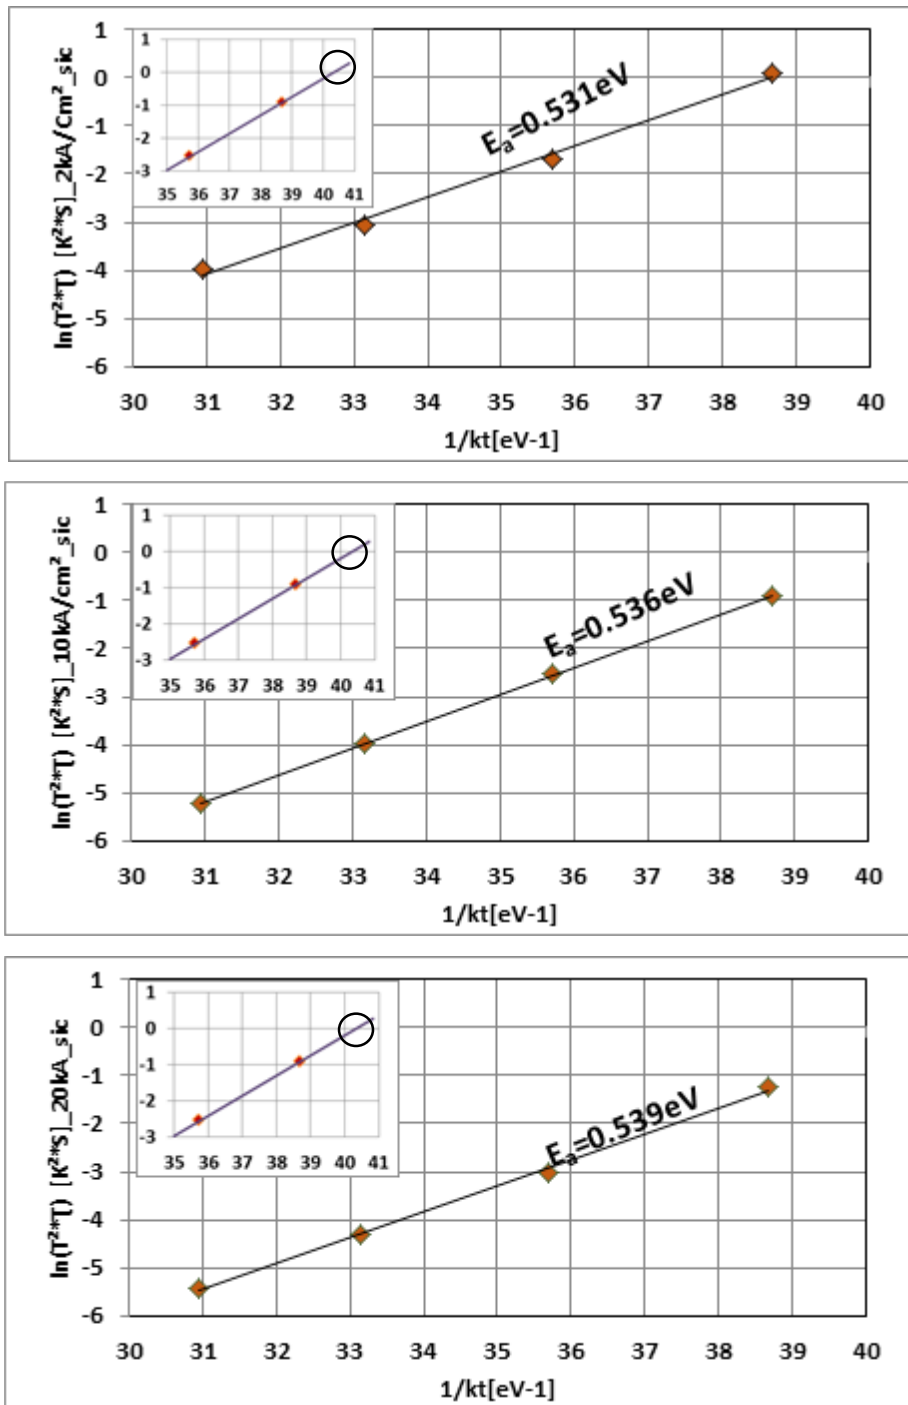 1
0
-1
-2
-3
-4
-5
-6
ln(T²*T) [K²*S]_2kA/Cm²_sic
1
0
-1
-2
-3
35 36 37 38 39 40 41
Eₐ=0.531eV
30 31 32 33 34 35 36 37 38 39 40
1/kt[eV-1]
1
0
-1
-2
-3
-4
-5
-6
ln(T²*T) [K²*S]_10kA/cm²_sic
1
0
-1
-2
-3
35 36 37 38 39 40 41
Eₐ=0.536eV
30 31 32 33 34 35 36 37 38 39 40
1/kt[eV-1]
1
0
-1
-2
-3
-4
-5
-6
ln(T²*T) [K²*S]_20kA_sic
1
0
-1
-2
-3
35 36 37 38 39 40 41
Eₐ=0.539eV
30 31 32 33 34 35 36 37 38 39 40
1/kt[eV-1]